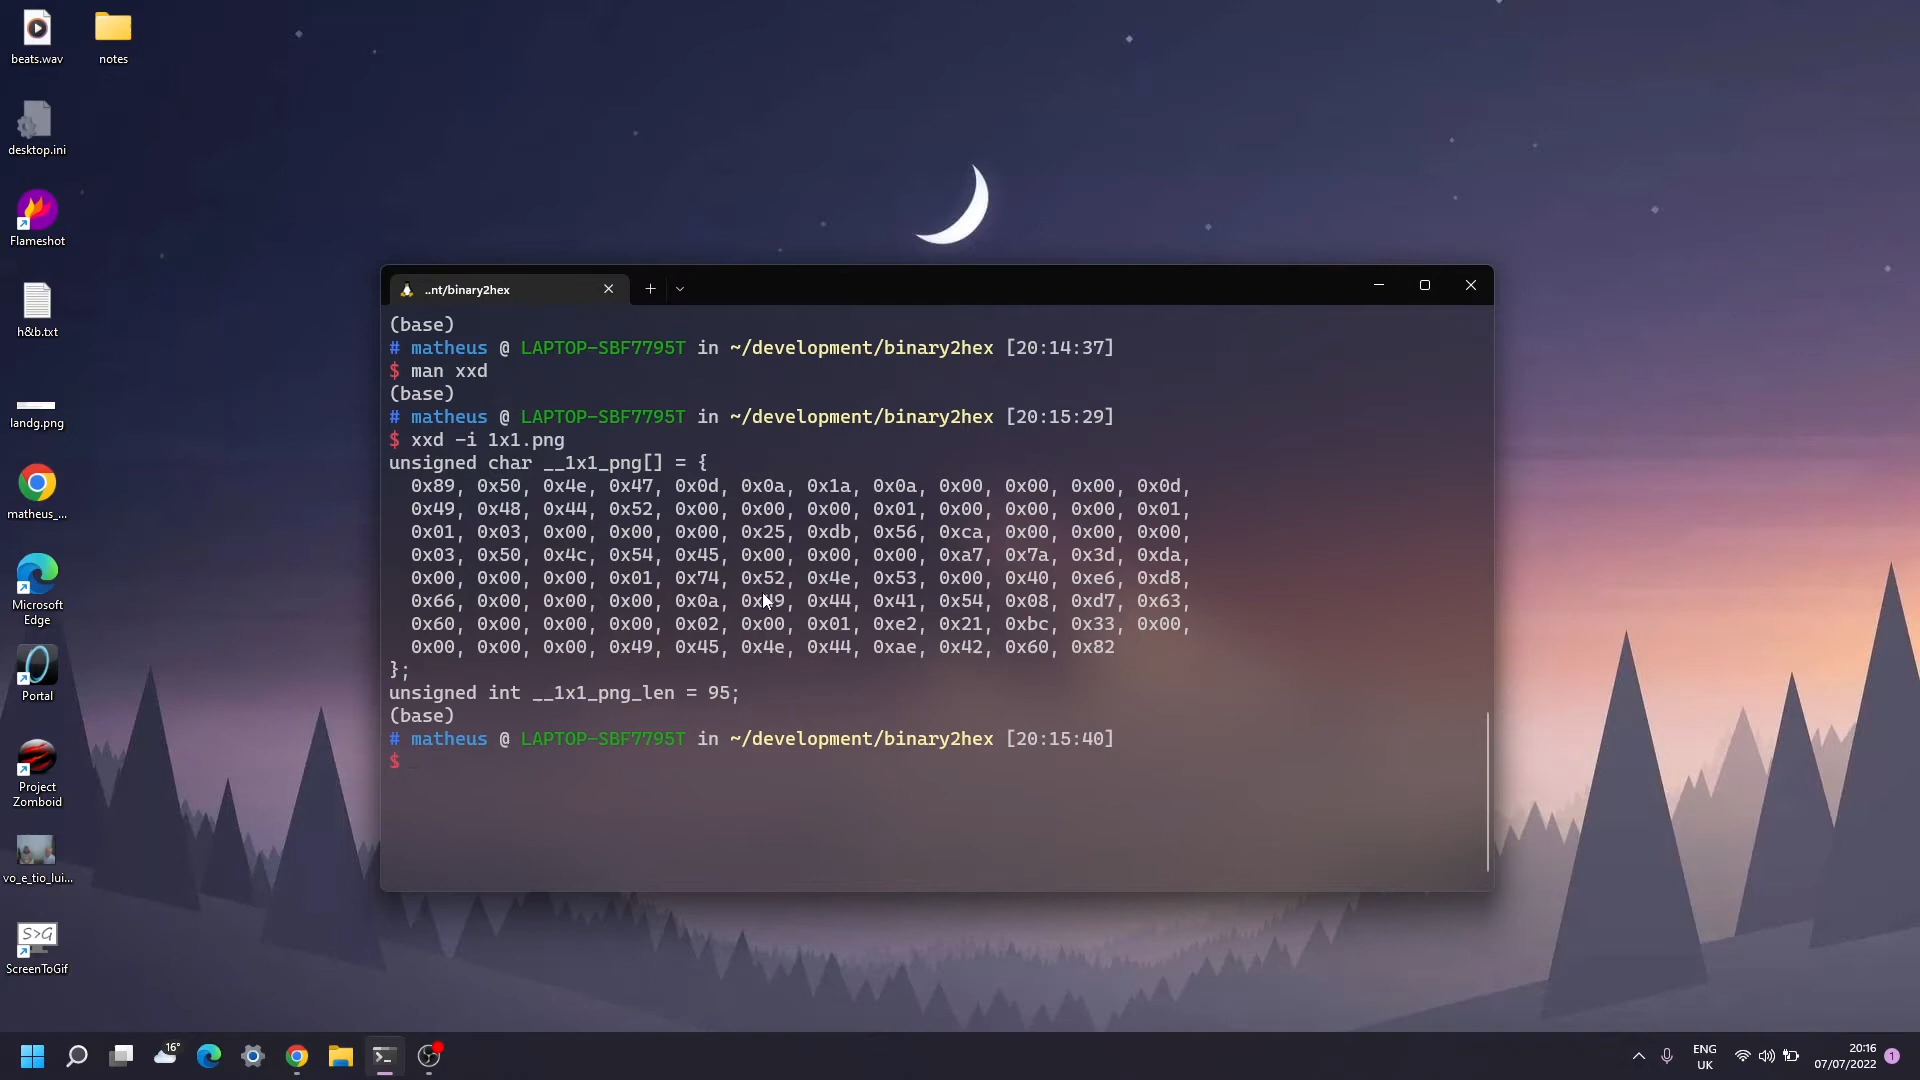 beats.wav
notes
desktop.ini
Flameshot
h&b.txt
landg.png
matheus_...
Microsoft
Edge
Portal
Project
Zomboid
vo_e_tio_lui...
S>G
ScreenToGif
..nt/binary2hex
(base)
# matheus @ LAPTOP-SBF7795T in ~/development/binary2hex [20:14:37]
$ man xxd
(base)
# matheus @ LAPTOP-SBF7795T in ~/development/binary2hex [20:15:29]
$ xxd -i 1x1.png
unsigned char __1x1_png[] = {
0x89, 0x50, 0x4e, 0x47, 0x0d, 0x0a, 0x1a, 0x0a, 0x00, 0x00, 0x00, 0x0d,
0x49, 0x48, 0x44, 0x52, 0x00, 0x00, 0x00, 0x01, 0x00, 0x00, 0x00, 0x01,
0x01, 0x03, 0x00, 0x00, 0x00, 0x25, 0xdb, 0x56, 0xca, 0x00, 0x00, 0x00,
0x03, 0x50, 0x4c, 0x54, 0x45, 0x00, 0x00, 0x00, 0xa7, 0x7a, 0x3d, 0xda,
0x00, 0x00, 0x00, 0x01, 0x74, 0x52, 0x4e, 0x53, 0x00, 0x40, 0xe6, 0xd8,
0x66, 0x00, 0x00, 0x00, 0x0a, 0x49, 0x44, 0x41, 0x54, 0x08, 0xd7, 0x63,
0x60, 0x00, 0x00, 0x00, 0x02, 0x00, 0x01, 0xe2, 0x21, 0xbc, 0x33, 0x00,
0x00, 0x00, 0x00, 0x49, 0x45, 0x4e, 0x44, 0xae, 0x42, 0x60, 0x82
};
unsigned int __1x1_png_len = 95;
(base)
# matheus @ LAPTOP-SBF7795T in ~/development/binary2hex [20:15:40]
$
16°
ENG
UK
20:16
07/07/2022
1